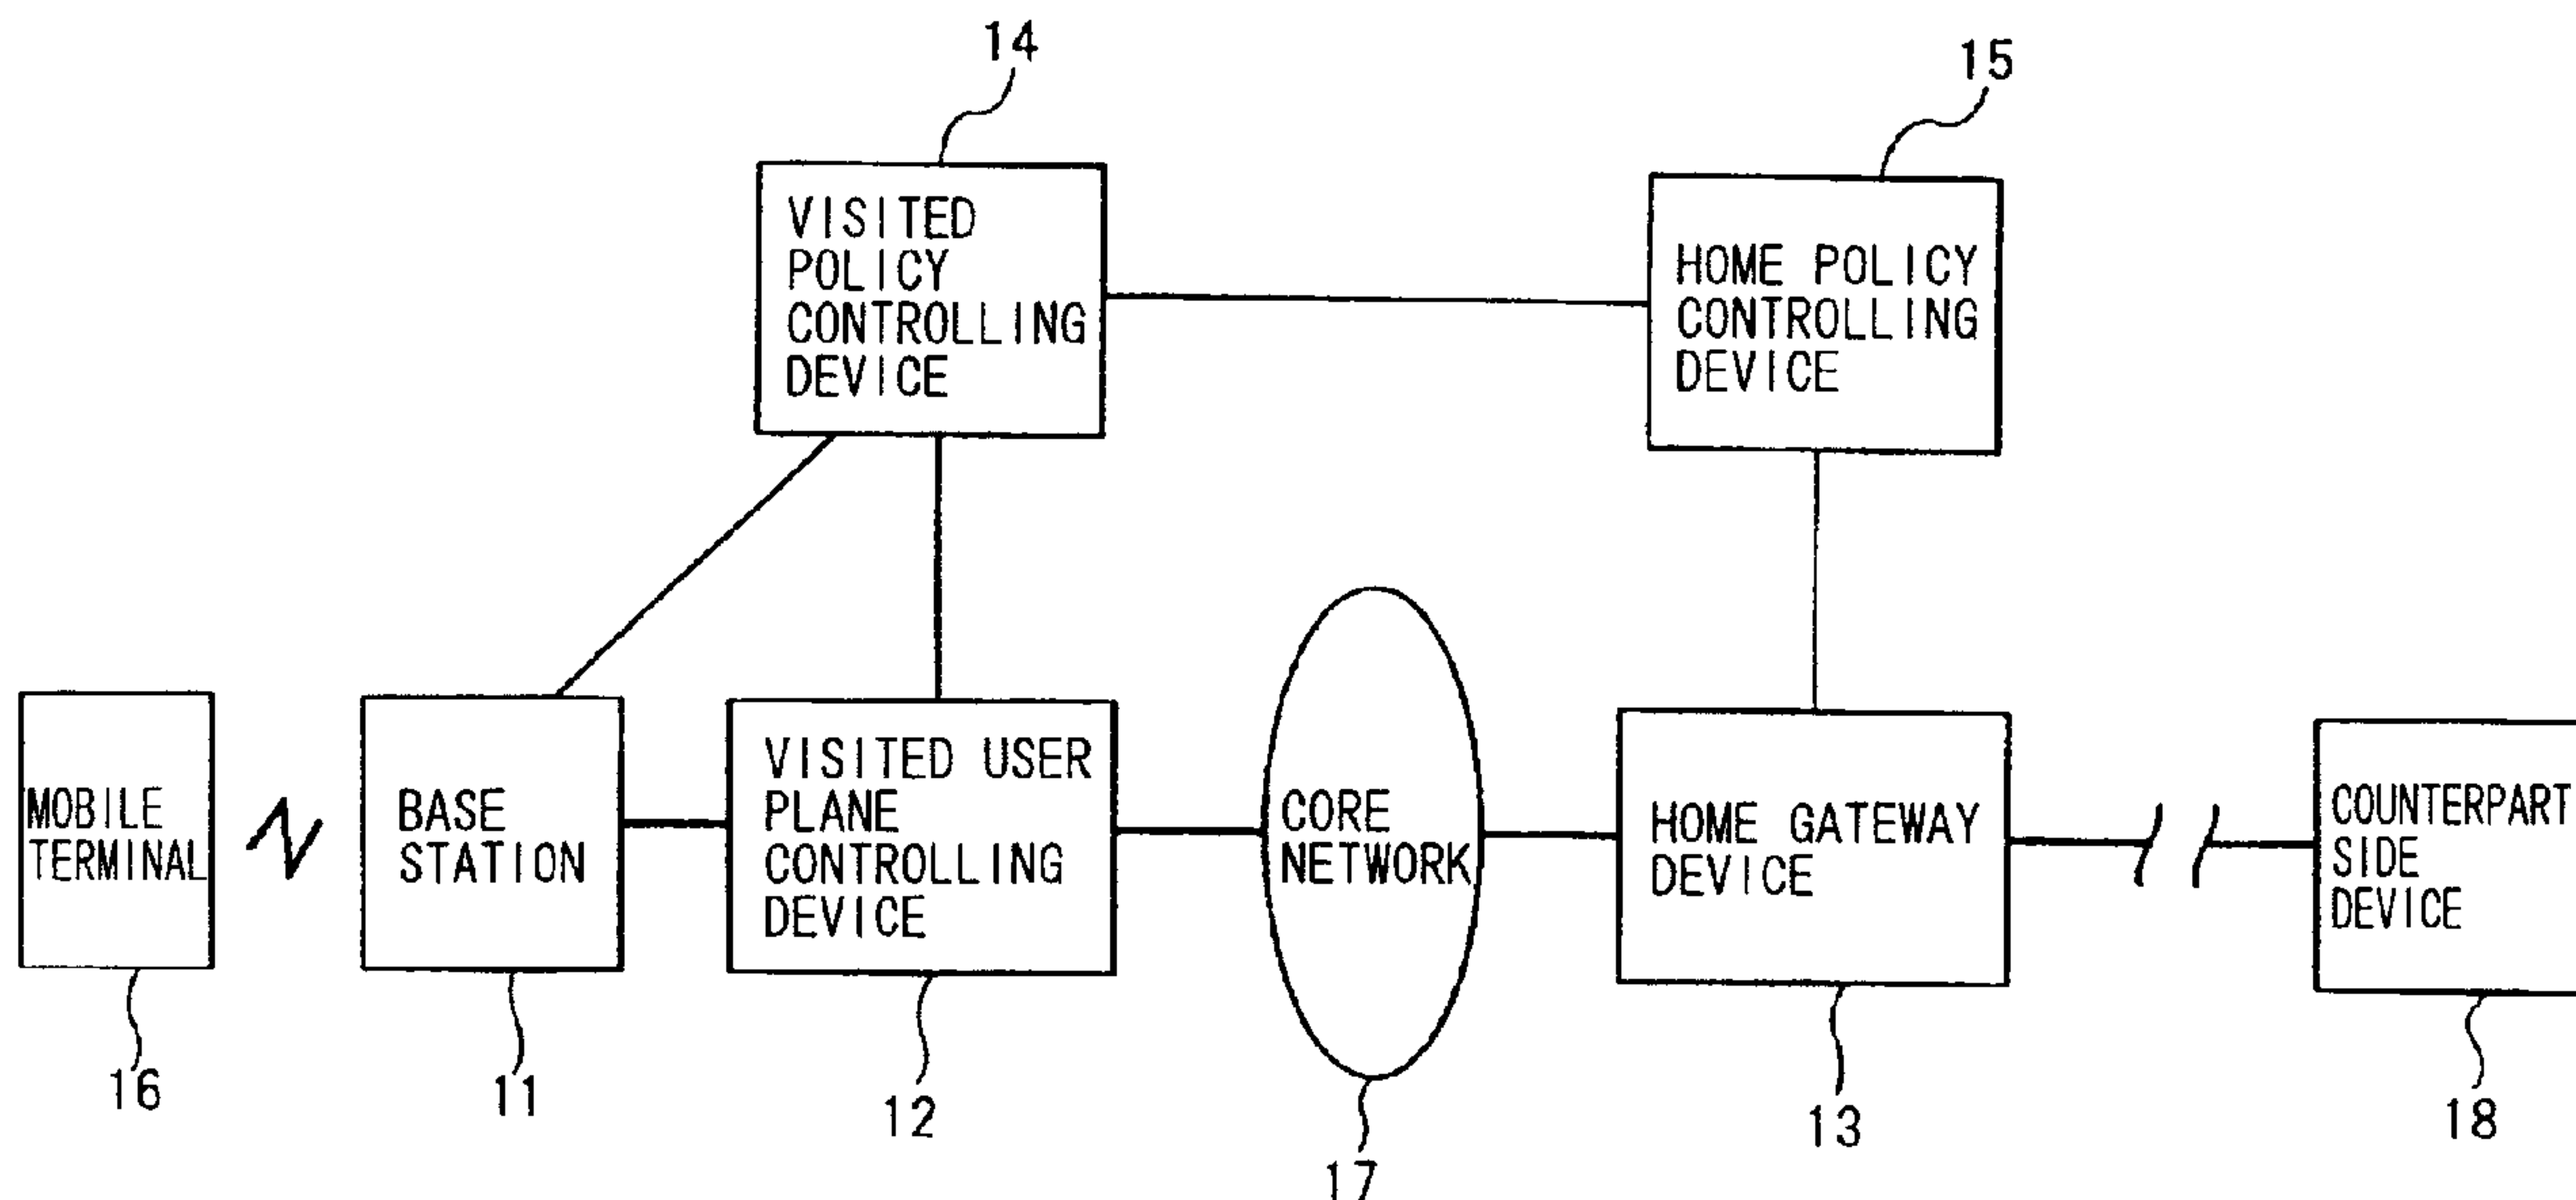 14
15
VISITED
POLICY
CONTROLLING
DEVICE
HOME POLICY
CONTROLLING
DEVICE
MOBILE
TERMINAL
BASE
STATION
VISITED USER
PLANE
CONTROLLING
DEVICE
CORE
NETWORK
HOME GATEWAY
DEVICE
COUNTERPART
SIDE
DEVICE
16
11
12
17
13
18